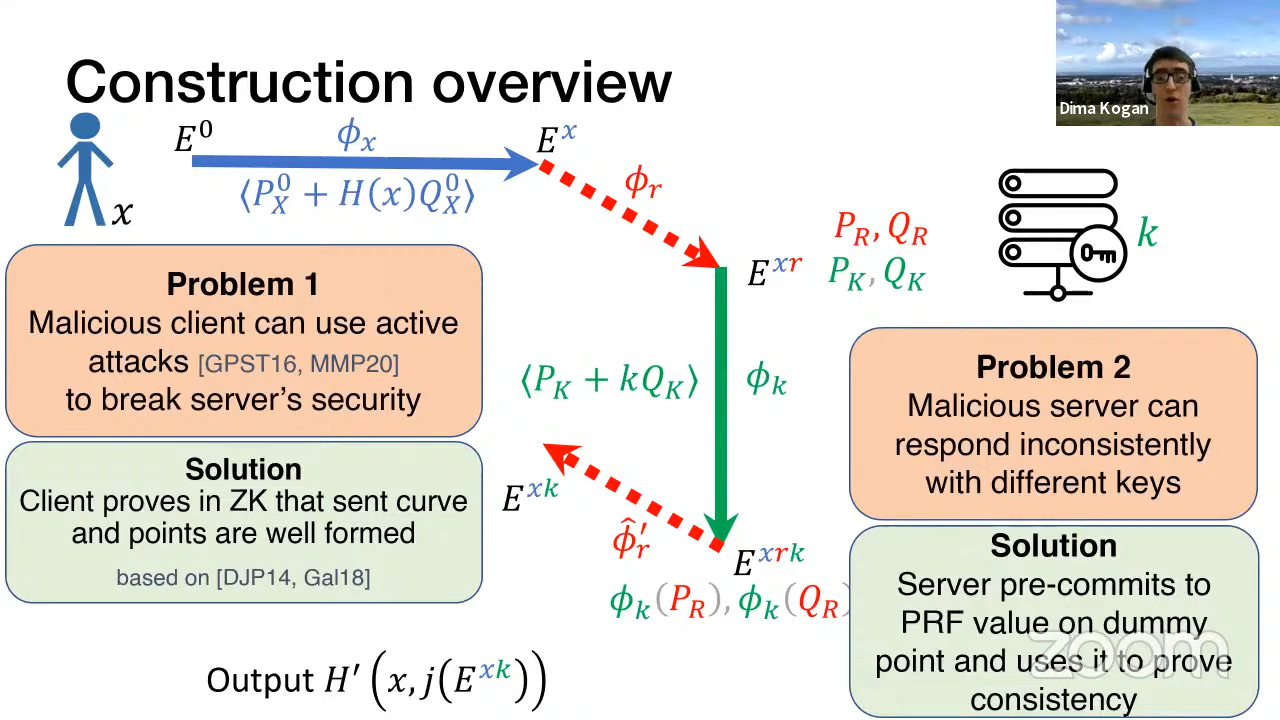 Construction overview
Dima Kogan
E⁰
ϕₓ
Eˣ
⟨P_X^0 + H(x)Q_X^0⟩
x
ϕ_r
P_R, Q_R
E^{xr}
P_K, Q_K
k
Problem 1
Malicious client can use active
attacks [GPST16, MMP20]
to break server's security
⟨P_K + kQ_K⟩
ϕ_k
Problem 2
Malicious server can
respond inconsistently
with different keys
Solution
Client proves in ZK that sent curve
and points are well formed
based on [DJP14, Gal18]
E^{xk}
ϕ̂_r'
E^{xrk}
ϕ_k(P_R), ϕ_k(Q_R)
Solution
Server pre-commits to
PRF value on dummy
point and uses it to prove
consistency
zoom
Output H′(x, j(E^{xk}))